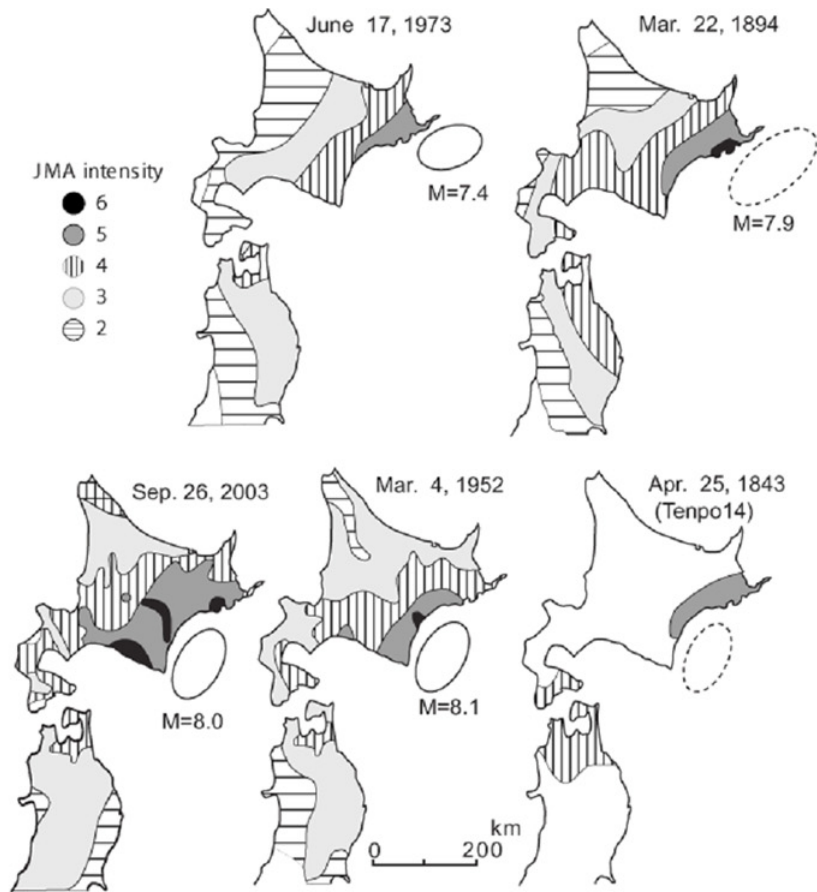 June 17, 1973
Mar. 22, 1894
JMA intensity
6
5
4
3
2
M=7.4
M=7.9
Sep. 26, 2003
Mar. 4, 1952
Apr. 25, 1843
(Tenpo14)
M=8.0
M=8.1
km
0 200